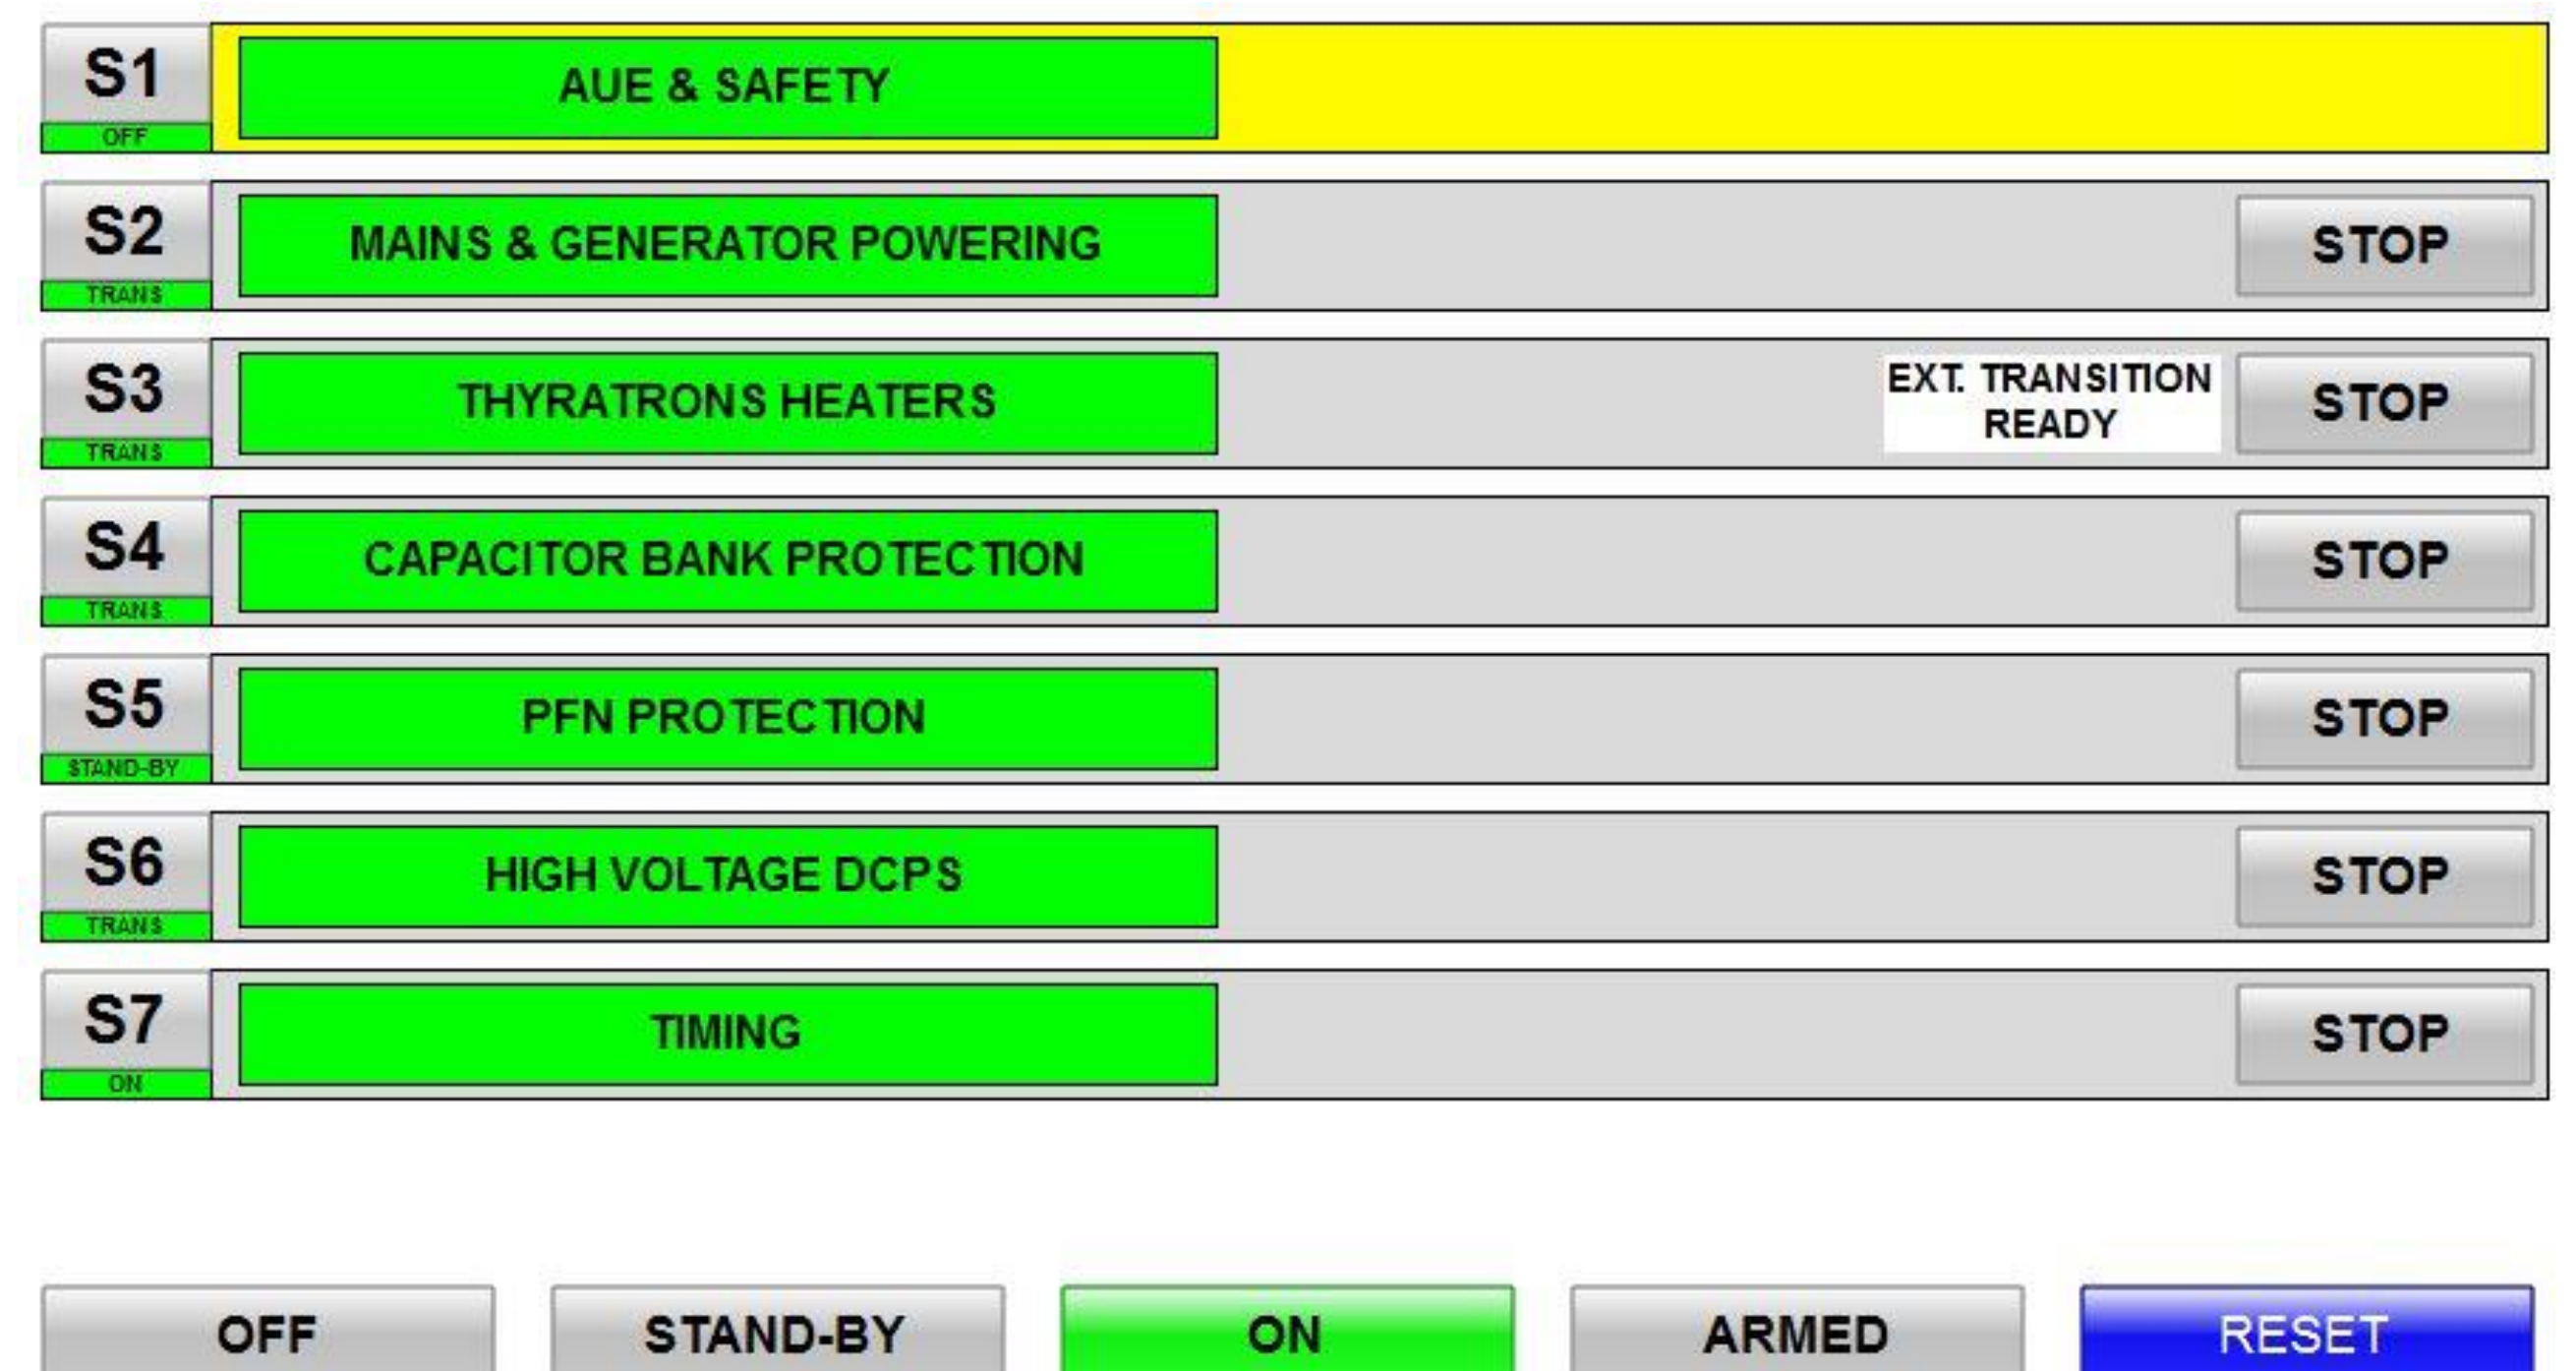 S1
OFF
AUE & SAFETY
S2
TRANS
MAINS & GENERATOR POWERING
STOP
S3
TRANS
THYRATRONS HEATERS
EXT. TRANSITION
READY
STOP
S4
TRANS
CAPACITOR BANK PROTECTION
STOP
S5
STAND-BY
PFN PROTECTION
STOP
S6
TRANS
HIGH VOLTAGE DCPS
STOP
S7
ON
TIMING
STOP
OFF
STAND-BY
ON
ARMED
RESET